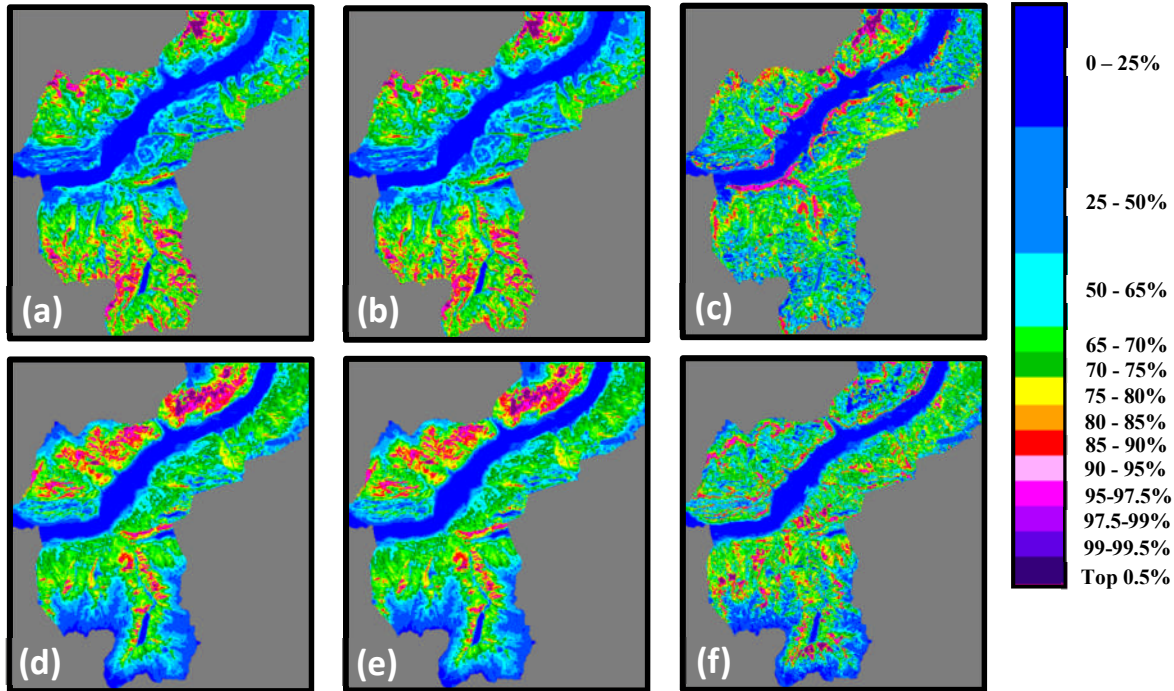 (a)
(b)
(c)
(d)
(e)
(f)
0 – 25%
25 - 50%
50 - 65%
65 - 70%
70 - 75%
75 - 80%
80 - 85%
85 - 90%
90 - 95%
95-97.5%
97.5-99%
99-99.5%
Top 0.5%